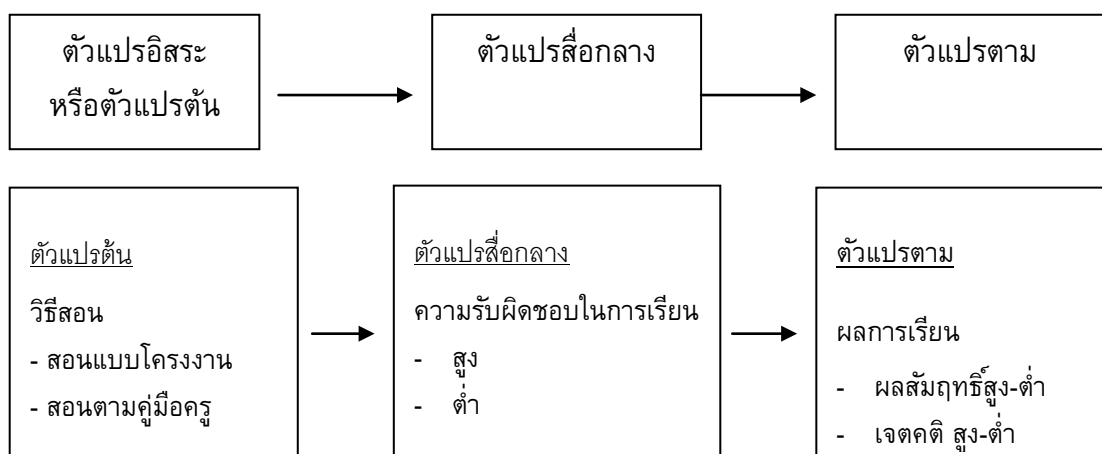 ตัวแปรอิสระ
หรือตัวแปรต้น
ตัวแปรสื่อกลาง
ตัวแปรตาม
ตัวแปรต้น
วิธีสอน
- สอนแบบโครงงาน
- สอนตามคู่มือครู
ตัวแปรสื่อกลาง
ความรับผิดชอบในการเรียน
- สูง
- ต่ำ
ตัวแปรตาม
ผลการเรียน
- ผลสัมฤทธิ์สูง-ต่ำ
- เจตคติ สูง-ต่ำ